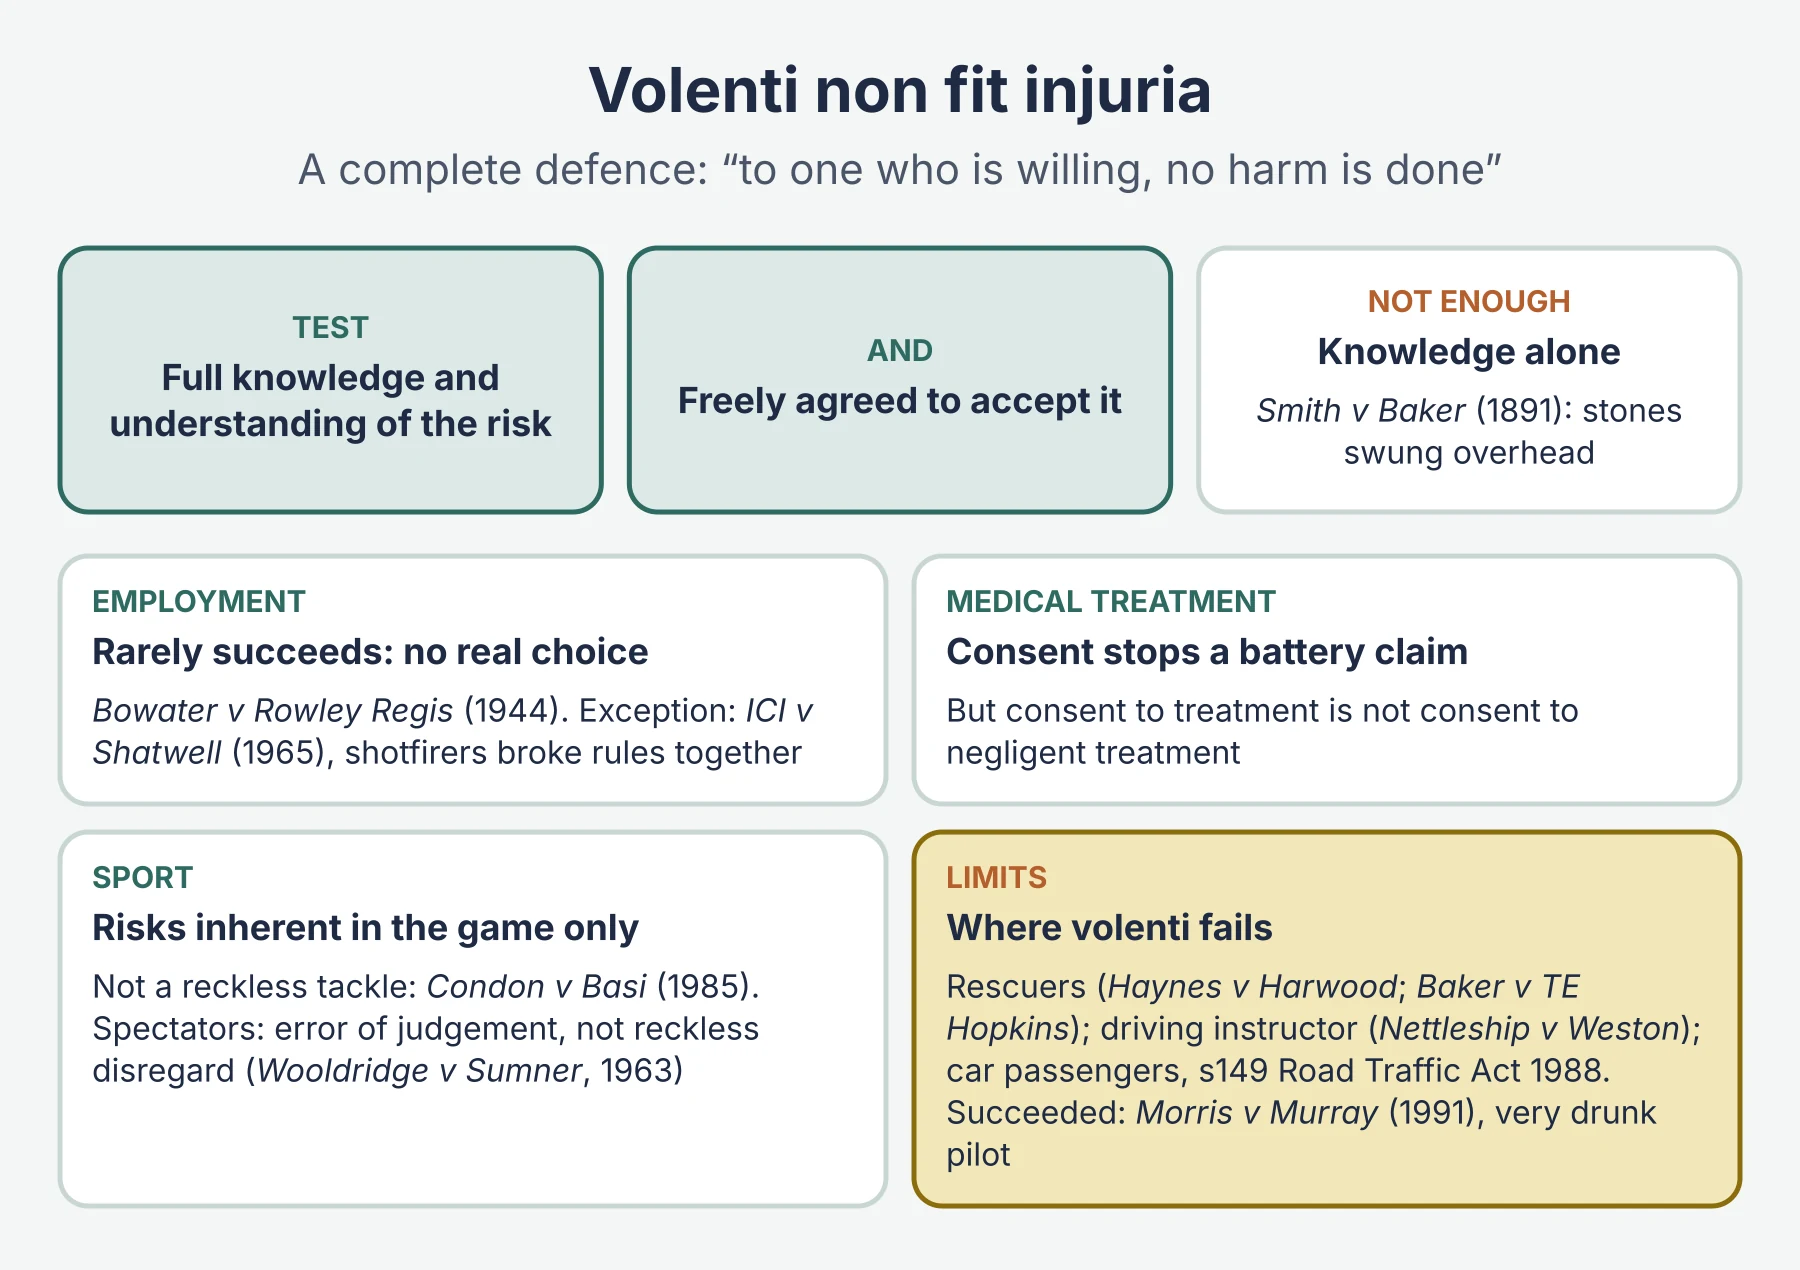 Volenti non fit injuria
A complete defence: “to one who is willing, no harm is done”
TEST
Full knowledge and
understanding of the risk
AND
Freely agreed to accept it
NOT ENOUGH
Knowledge alone
Smith v Baker (1891): stones
swung overhead
EMPLOYMENT
Rarely succeeds: no real choice
Bowater v Rowley Regis (1944). Exception: ICI v
Shatwell (1965), shotfirers broke rules together
MEDICAL TREATMENT
Consent stops a battery claim
But consent to treatment is not consent to
negligent treatment
SPORT
Risks inherent in the game only
Not a reckless tackle: Condon v Basi (1985).
Spectators: error of judgement, not reckless
disregard (Wooldridge v Sumner, 1963)
LIMITS
Where volenti fails
Rescuers (Haynes v Harwood; Baker v TE
Hopkins); driving instructor (Nettleship v Weston);
car passengers, s149 Road Traffic Act 1988.
Succeeded: Morris v Murray (1991), very drunk
pilot